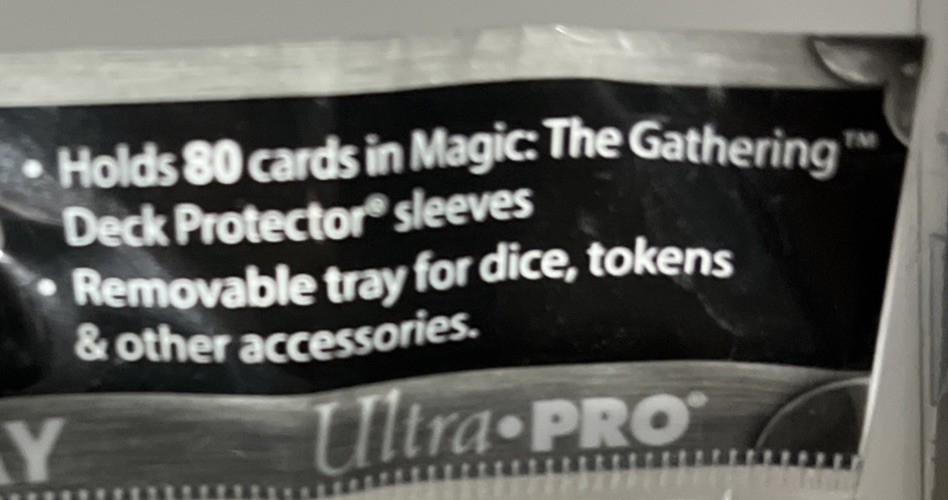 • Holds 80 cards in Magic: The Gathering™
Deck Protector® sleeves
• Removable tray for dice, tokens
& other accessories.
Ultra•PRO®